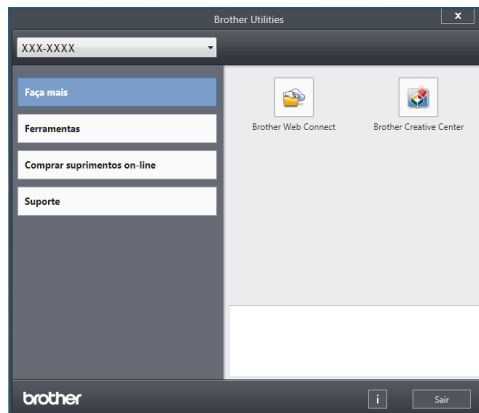 Brother Utilities
X
XXX-XXXX
Faça mais
Ferramentas
Comprar suprimentos on-line
Suporte
Brother Web Connect
Brother Creative Center
brother
i
Sair